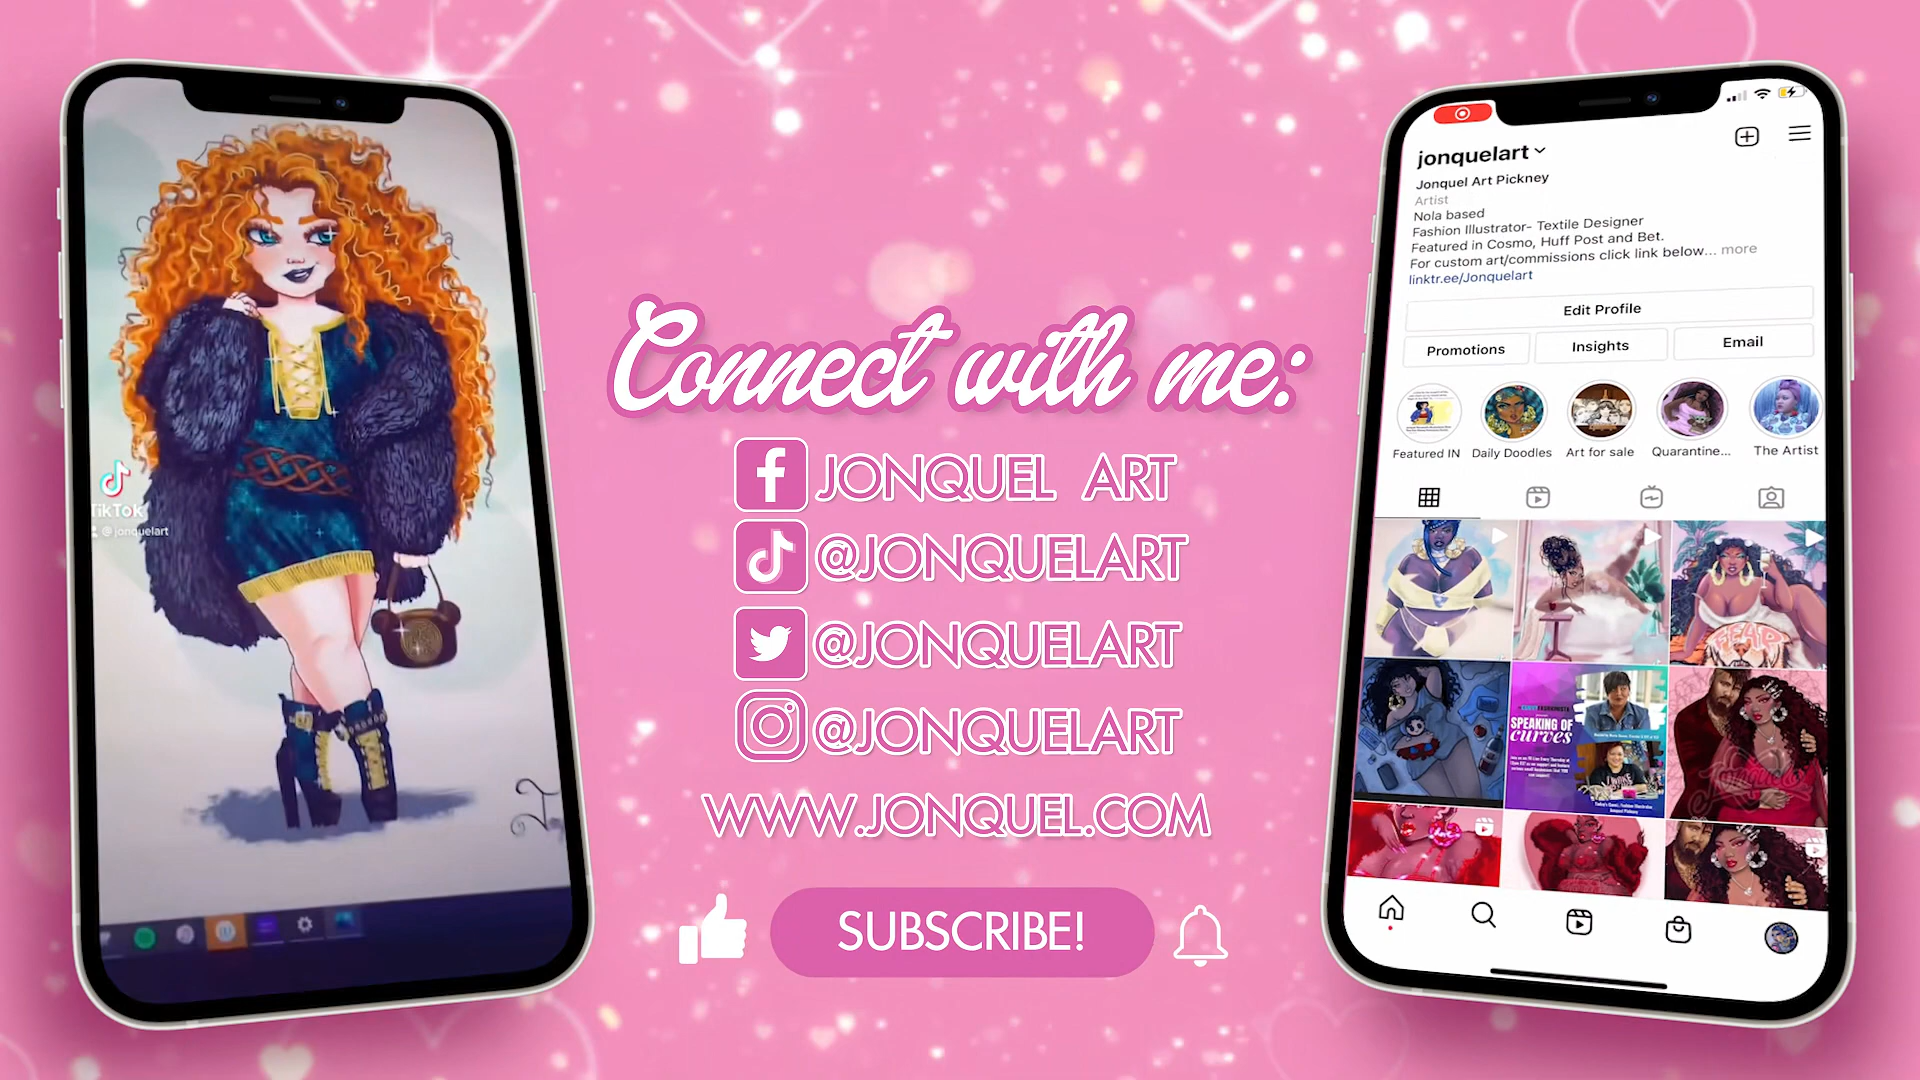 TikTok
@jonquelart
Connect with me:
JONQUEL ART
@JONQUELART
@JONQUELART
@JONQUELART
WWW.JONQUEL.COM
SUBSCRIBE!
jonquelart
Jonquel Art Pickney
Artist
Nola based
Fashion Illustrator- Textile Designer
Featured in Cosmo, Huff Post and Bet.
For custom art/commissions click link below... more
linktr.ee/Jonquelart
Edit Profile
Promotions Insights Email
Featured IN Daily Doodles Art for sale Quarantine... The Artist
SPEAKING OF
curves